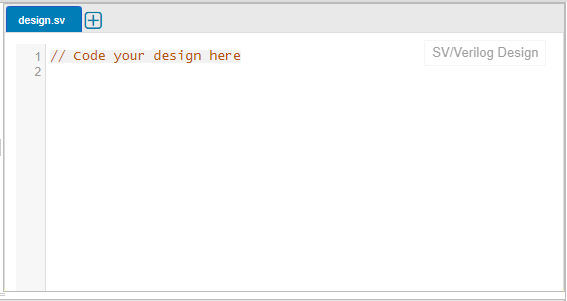 design.sv
SV/Verilog Design
1 // Code your design here
2